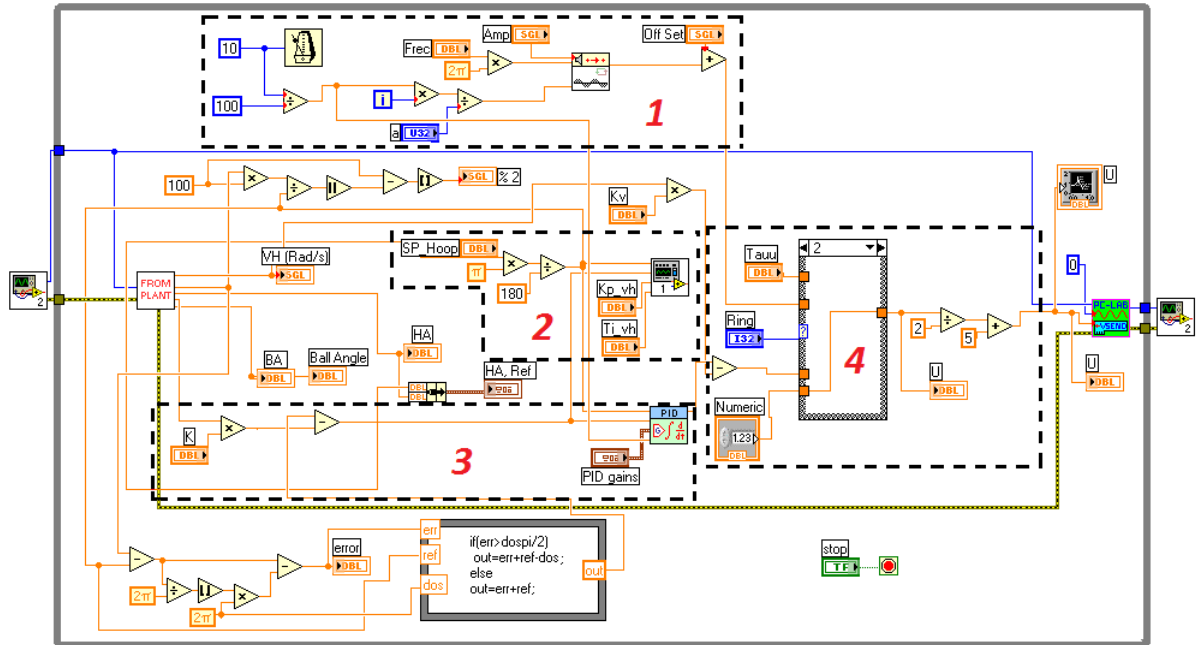 10
Frec
DBL
Amp
SGL
Off Set
SGL
2π
100
i
a
U32
1
100
SGL
% 2
Kv
DBL
U
DBL
SP_Hoop
DBL
π
180
1
Kp_vh
DBL
Ti_vh
DBL
2
VH (Rad/s)
SGL
FROM
PLANT
2
HA
DBL
BA
DBL
Ball Angle
DBL
HA, Ref
DBL
DBL
Tauu
DBL
2
Ring
I32
?
4
2
5
U
DBL
Numeric
1.23
DBL
0
PC-LAB
VSEND
2
U
DBL
K
DBL
3
PID
PID gains
error
DBL
2π
2π
err
ref
dos
if(err>dospi/2)
out=err+ref-dos;
else
out=err+ref;
out
stop
TF